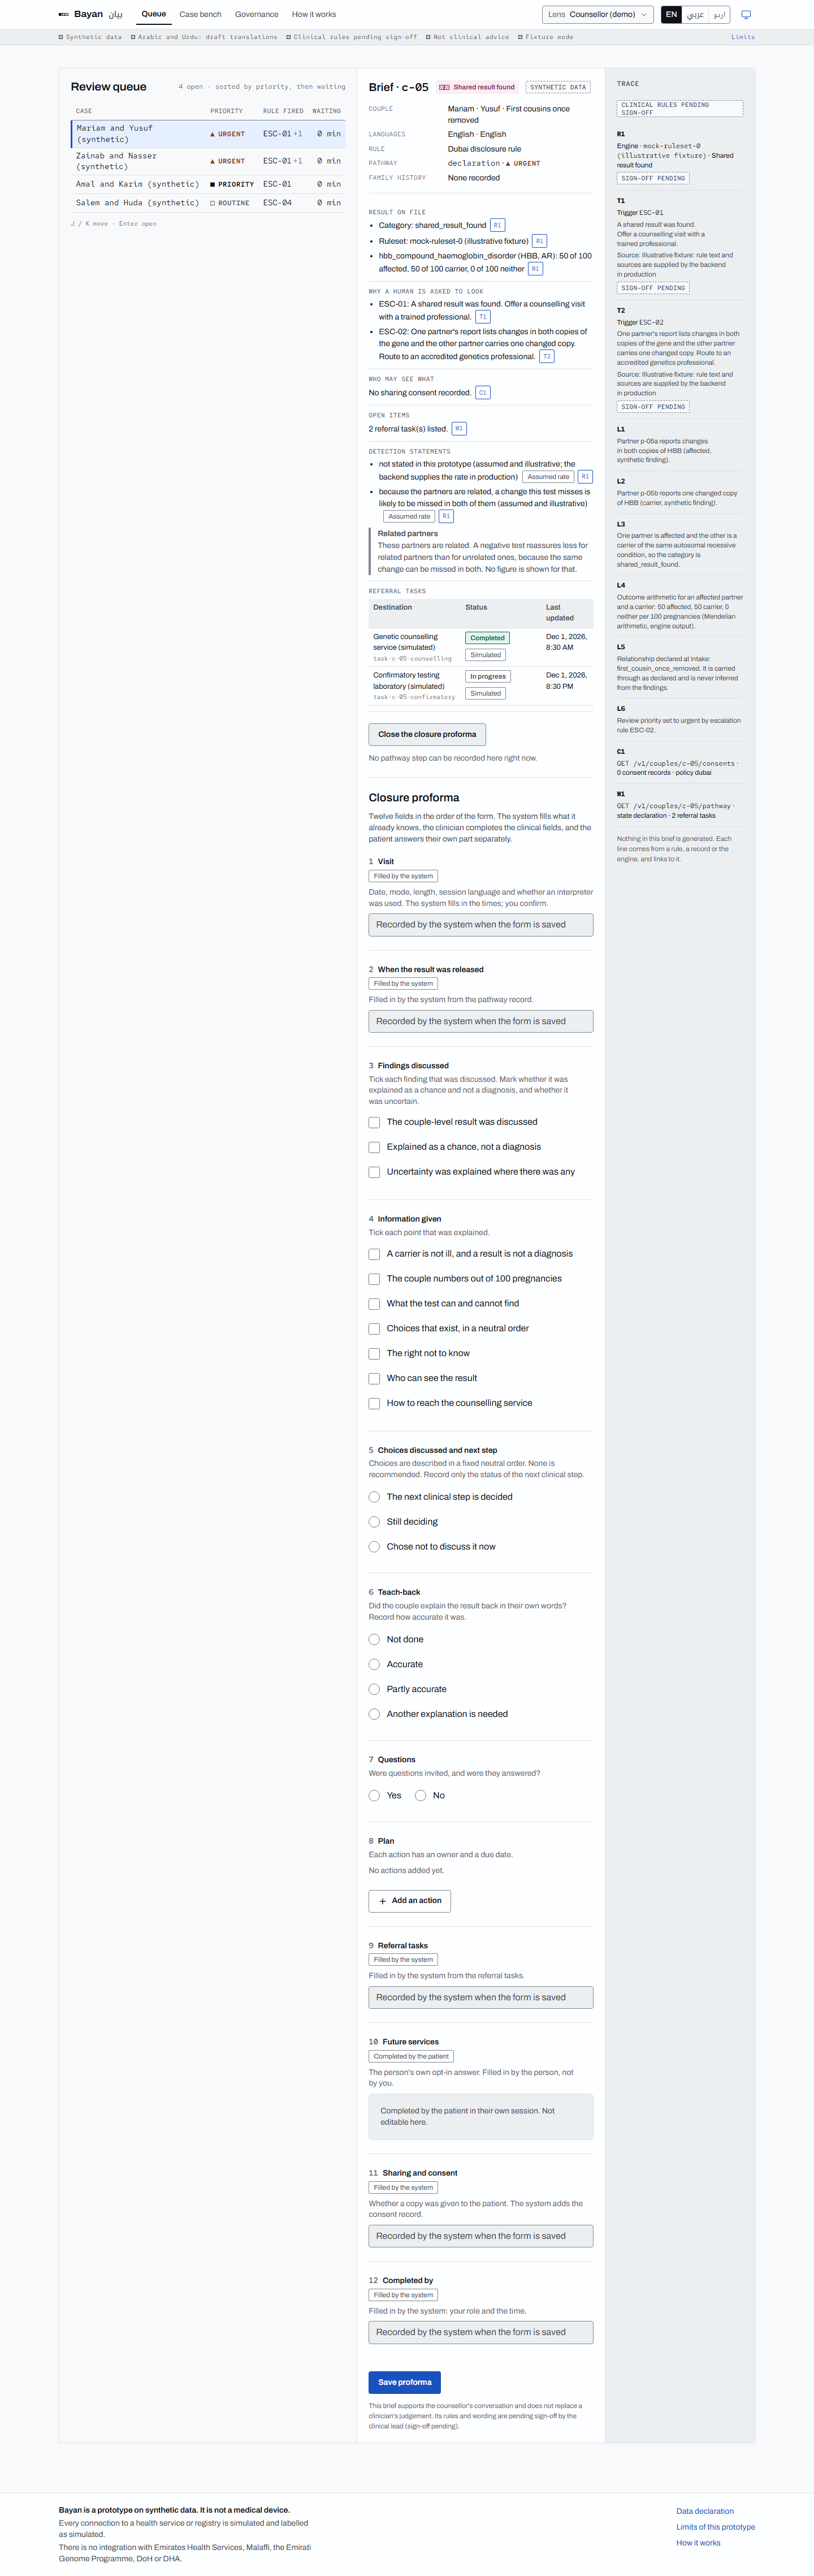 Bayan بيان
Queue Case bench Governance How it works
Lens Counsellor (demo)
EN عربي اردو
Synthetic data Arabic and Urdu: draft translations Clinical rules pending sign-off Not clinical advice Fixture mode
Limits
Review queue
4 open · sorted by priority, then waiting
CASE PRIORITY RULE FIRED WAITING
Mariam and Yusuf (synthetic) ▲ URGENT ESC-01 +1 0 min
Zainab and Nasser (synthetic) ▲ URGENT ESC-01 +1 0 min
Amal and Karim (synthetic) ■ PRIORITY ESC-01 0 min
Salem and Huda (synthetic) □ ROUTINE ESC-04 0 min
J / K move · Enter open
Brief · c-05 Shared result found SYNTHETIC DATA
COUPLE Mariam · Yusuf · First cousins once
removed
LANGUAGES English · English
RULE Dubai disclosure rule
PATHWAY declaration · ▲ URGENT
FAMILY HISTORY None recorded
RESULT ON FILE
• Category: shared_result_found R1
• Ruleset: mock-ruleset-0 (illustrative fixture) R1
• hbb_compound_haemoglobin_disorder (HBB, AR): 50 of 100
affected, 50 of 100 carrier, 0 of 100 neither R1
WHY A HUMAN IS ASKED TO LOOK
• ESC-01: A shared result was found. Offer a counselling visit
with a trained professional. T1
• ESC-02: One partner's report lists changes in both copies of
the gene and the other partner carries one changed copy.
Route to an accredited genetics professional. T2
WHO MAY SEE WHAT
No sharing consent recorded. C1
OPEN ITEMS
2 referral task(s) listed. W1
DETECTION STATEMENTS
• not stated in this prototype (assumed and illustrative; the
backend supplies the rate in production) Assumed rate R1
• because the partners are related, a change this test misses is
likely to be missed in both of them (assumed and illustrative)
Assumed rate R1
Related partners
These partners are related. A negative test reassures less for
related partners than for unrelated ones, because the same
change can be missed in both. No figure is shown for that.
REFERRAL TASKS
Destination Status Last
updated
Genetic counselling
service (simulated)
task-c-05-counselling
Completed
Simulated
Dec 1, 2026,
8:30 AM
Confirmatory testing
laboratory (simulated)
task-c-05-confirmatory
In progress
Simulated
Dec 1, 2026,
8:30 PM
Close the closure proforma
No pathway step can be recorded here right now.
Closure proforma
Twelve fields in the order of the form. The system fills what it
already knows, the clinician completes the clinical fields, and the
patient answers their own part separately.
1 Visit
Filled by the system
Date, mode, length, session language and whether an interpreter
was used. The system fills in the times; you confirm.
Recorded by the system when the form is saved
2 When the result was released
Filled by the system
Filled in by the system from the pathway record.
Recorded by the system when the form is saved
3 Findings discussed
Tick each finding that was discussed. Mark whether it was
explained as a chance and not a diagnosis, and whether it
was uncertain.
The couple-level result was discussed
Explained as a chance, not a diagnosis
Uncertainty was explained where there was any
4 Information given
Tick each point that was explained.
A carrier is not ill, and a result is not a diagnosis
The couple numbers out of 100 pregnancies
What the test can and cannot find
Choices that exist, in a neutral order
The right not to know
Who can see the result
How to reach the counselling service
5 Choices discussed and next step
Choices are described in a fixed neutral order. None is
recommended. Record only the status of the next clinical step.
The next clinical step is decided
Still deciding
Chose not to discuss it now
6 Teach-back
Did the couple explain the result back in their own words?
Record how accurate it was.
Not done
Accurate
Partly accurate
Another explanation is needed
7 Questions
Were questions invited, and were they answered?
Yes No
8 Plan
Each action has an owner and a due date.
No actions added yet.
+ Add an action
9 Referral tasks
Filled by the system
Filled in by the system from the referral tasks.
Recorded by the system when the form is saved
10 Future services
Completed by the patient
The person's own opt-in answer. Filled in by the person, not
by you.
Completed by the patient in their own session. Not
editable here.
11 Sharing and consent
Filled by the system
Whether a copy was given to the patient. The system adds the
consent record.
Recorded by the system when the form is saved
12 Completed by
Filled by the system
Filled in by the system: your role and the time.
Recorded by the system when the form is saved
Save proforma
This brief supports the counsellor's conversation and does not replace a
clinician's judgement. Its rules and wording are pending sign-off by the
clinical lead (sign-off pending).
TRACE
CLINICAL RULES PENDING
SIGN-OFF
R1
Engine · mock-ruleset-0
(illustrative fixture) · Shared
result found
SIGN-OFF PENDING
T1
Trigger ESC-01
A shared result was found.
Offer a counselling visit with a
trained professional.
Source: Illustrative fixture: rule text and
sources are supplied by the backend
in production
SIGN-OFF PENDING
T2
Trigger ESC-02
One partner's report lists changes in both
copies of the gene and the other partner
carries one changed copy. Route to an
accredited genetics professional.
Source: Illustrative fixture: rule text and
sources are supplied by the backend
in production
SIGN-OFF PENDING
L1
Partner p-05a reports changes
in both copies of HBB (affected,
synthetic finding).
L2
Partner p-05b reports one changed copy
of HBB (carrier, synthetic finding).
L3
One partner is affected and the other is a
carrier of the same autosomal recessive
condition, so the category is
shared_result_found.
L4
Outcome arithmetic for an affected partner
and a carrier: 50 affected, 50 carrier, 0
neither per 100 pregnancies (Mendelian
arithmetic, engine output).
L5
Relationship declared at intake:
first_cousin_once_removed. It is carried
through as declared and is never inferred
from the findings.
L6
Review priority set to urgent by escalation
rule ESC-02.
C1
GET /v1/couples/c-05/consents ·
0 consent records · policy dubai
W1
GET /v1/couples/c-05/pathway ·
state declaration · 2 referral tasks
Nothing in this brief is generated. Each
line comes from a rule, a record or the
engine, and links to it.
Bayan is a prototype on synthetic data. It is not a medical device.
Every connection to a health service or registry is simulated and labelled
as simulated.
There is no integration with Emirates Health Services, Malaffi, the Emirati
Genome Programme, DoH or DHA.
Data declaration
Limits of this prototype
How it works